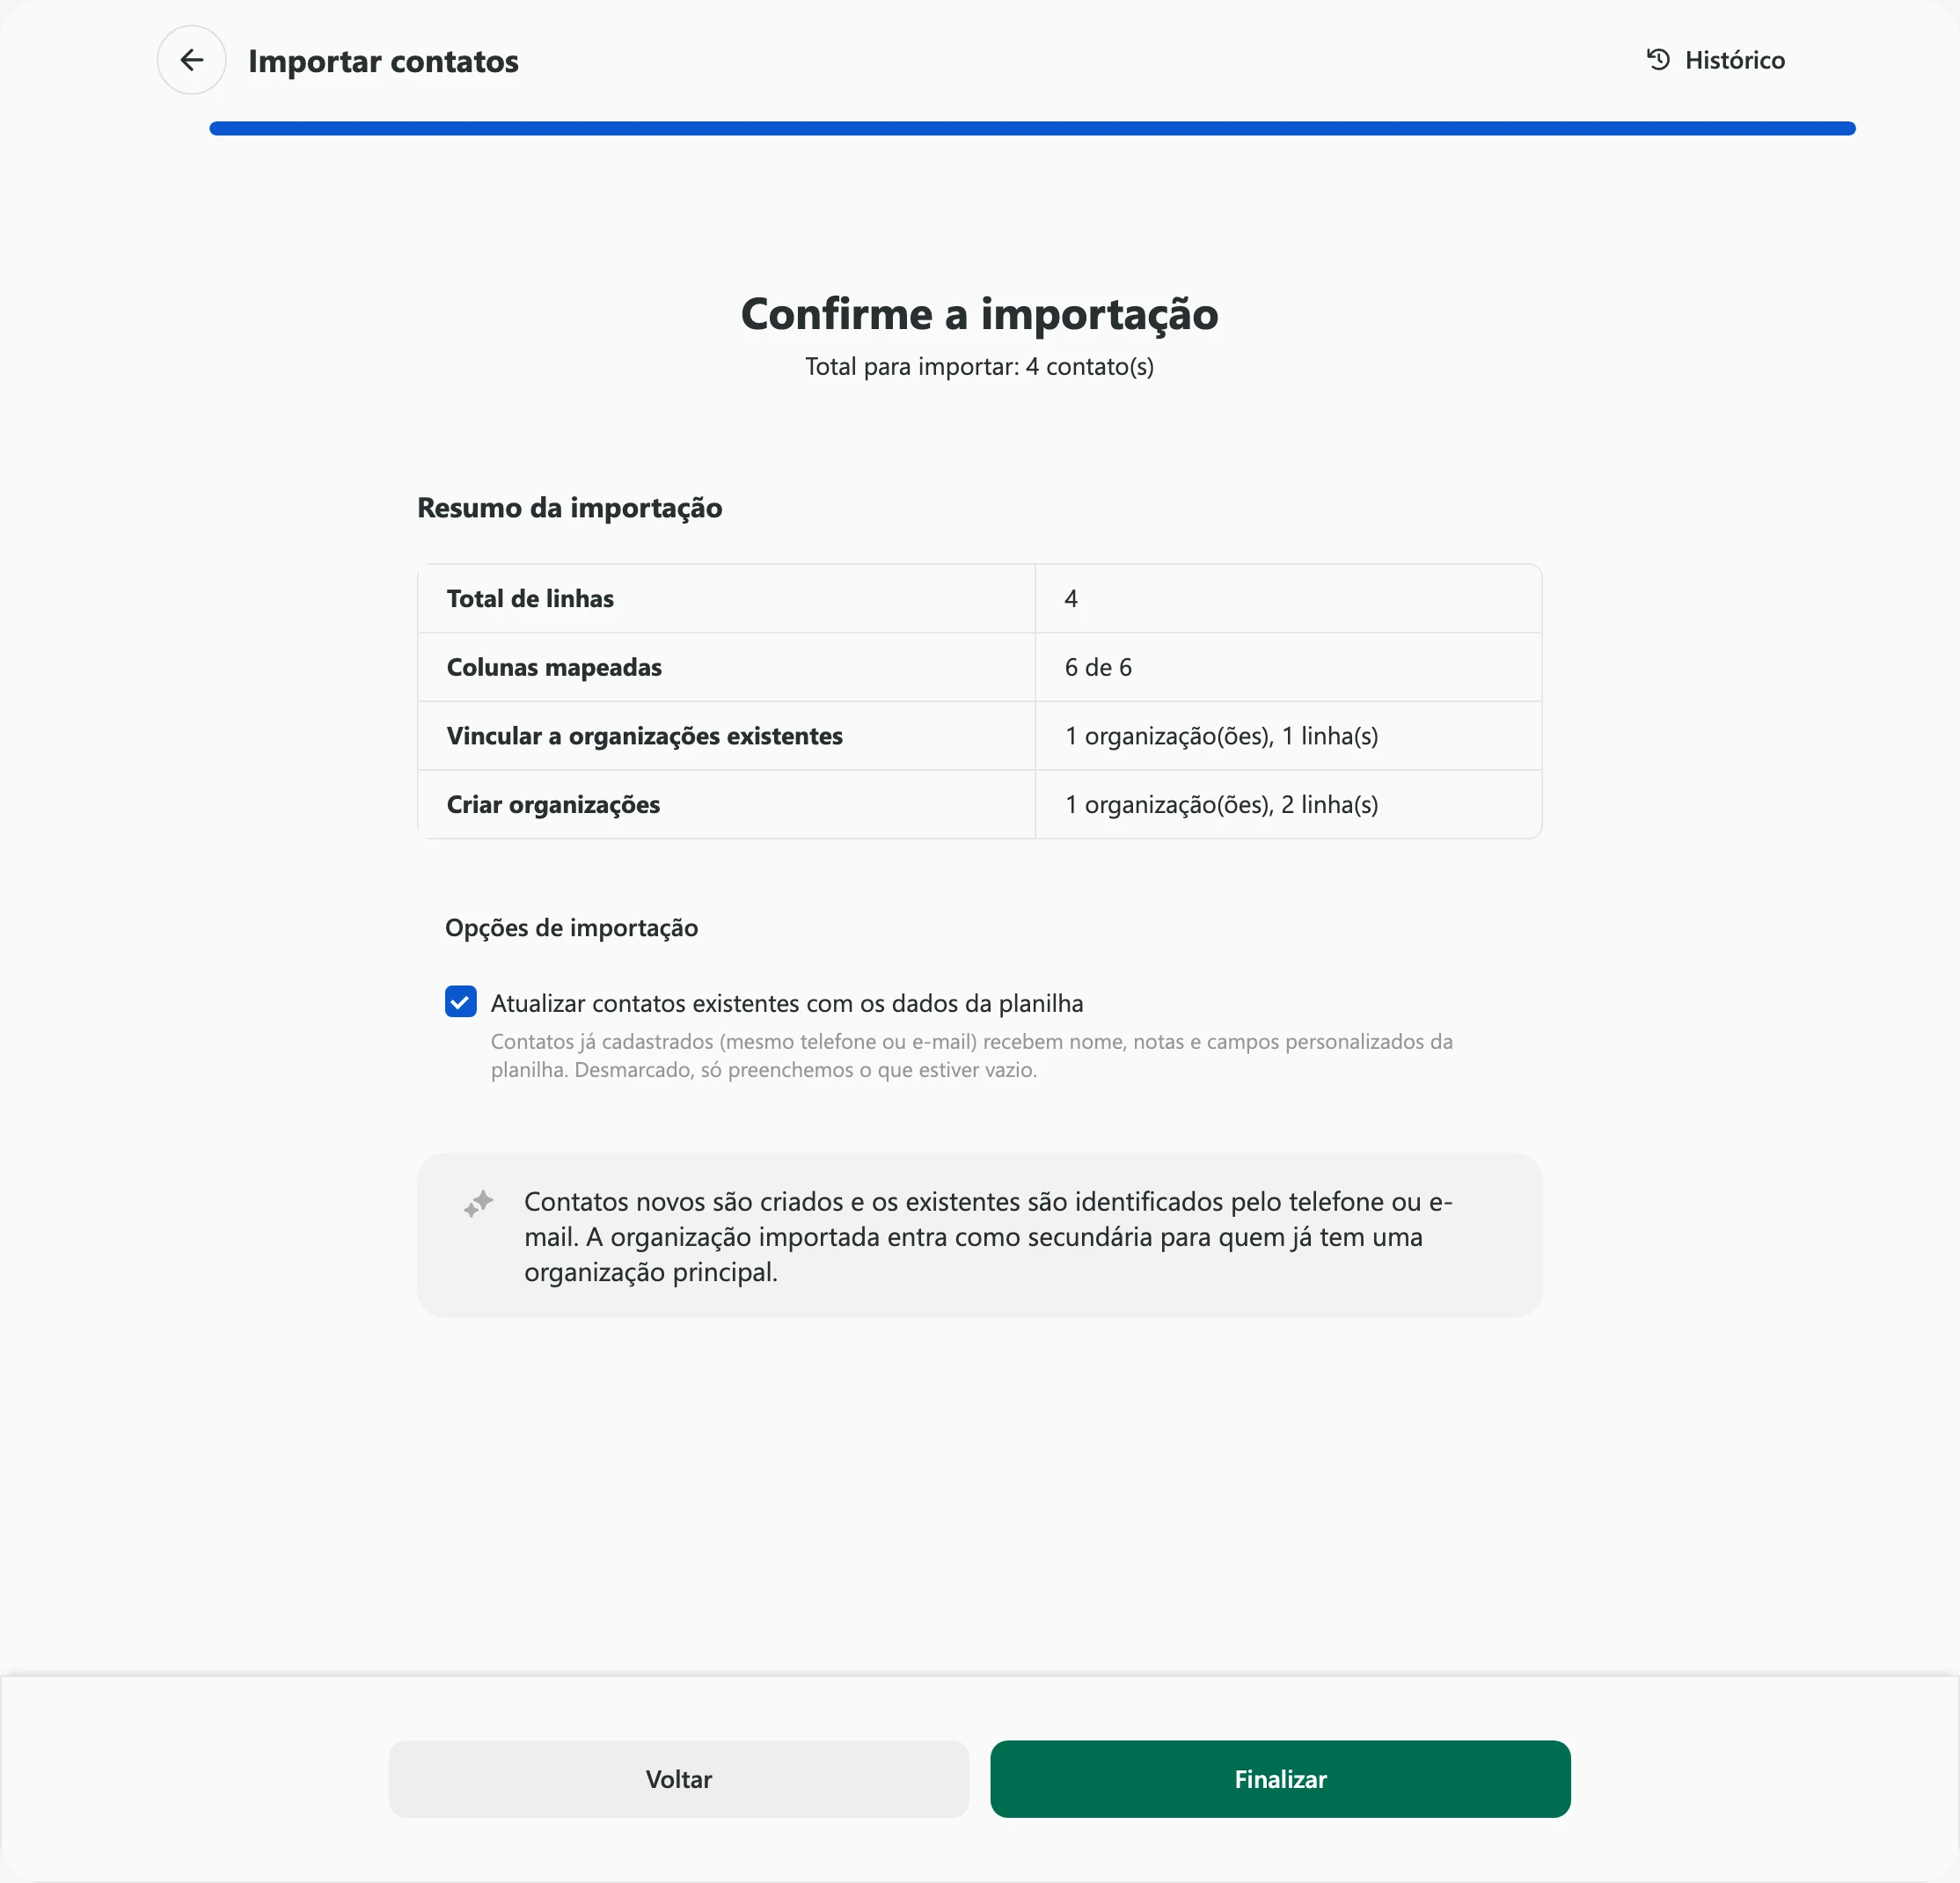 Importar contatos
Histórico
Confirme a importação
Total para importar: 4 contato(s)
Resumo da importação
Total de linhas 4
Colunas mapeadas 6 de 6
Vincular a organizações existentes 1 organização(ões), 1 linha(s)
Criar organizações 1 organização(ões), 2 linha(s)
Opções de importação
Atualizar contatos existentes com os dados da planilha
Contatos já cadastrados (mesmo telefone ou e-mail) recebem nome, notas e campos personalizados da
planilha. Desmarcado, só preenchemos o que estiver vazio.
Contatos novos são criados e os existentes são identificados pelo telefone ou e-
mail. A organização importada entra como secundária para quem já tem uma
organização principal.
Voltar
Finalizar